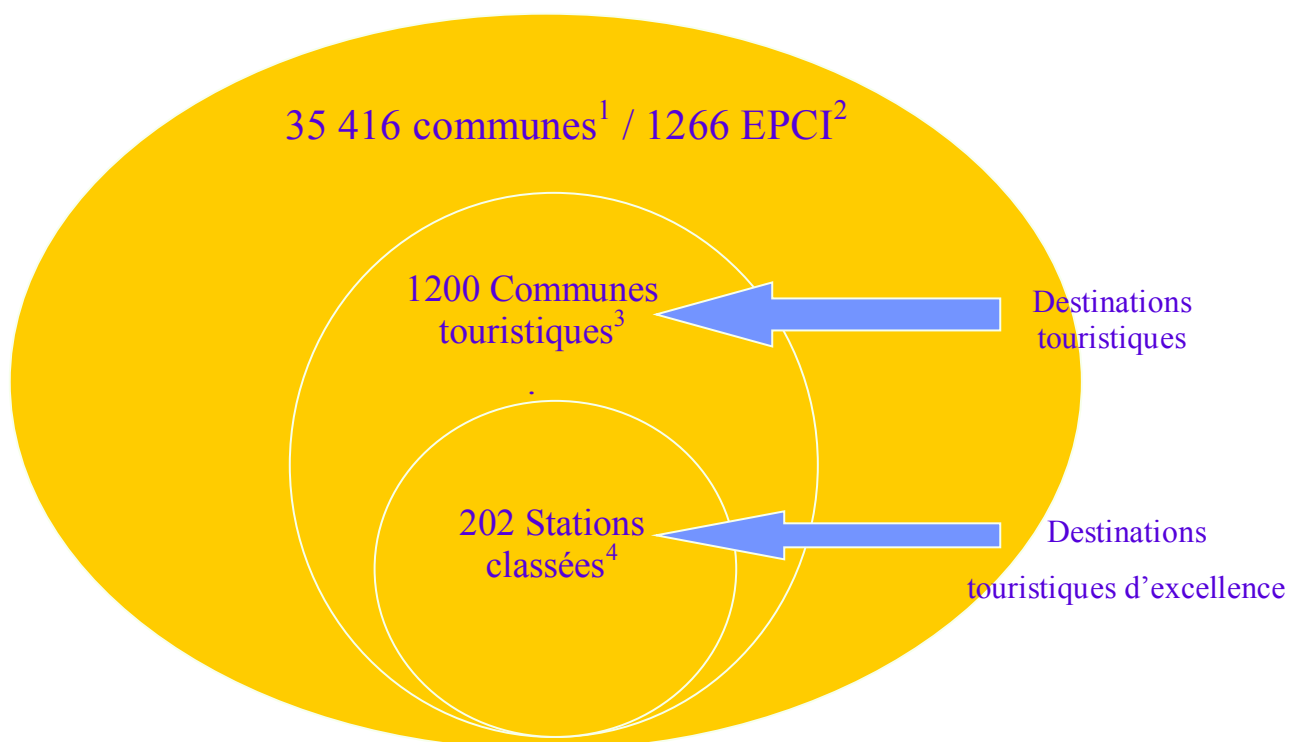 35 416 communes¹ / 1266 EPCI²
1200 Communes
touristiques³
.
Destinations
touristiques
202 Stations
classées⁴
Destinations
touristiques d’excellence